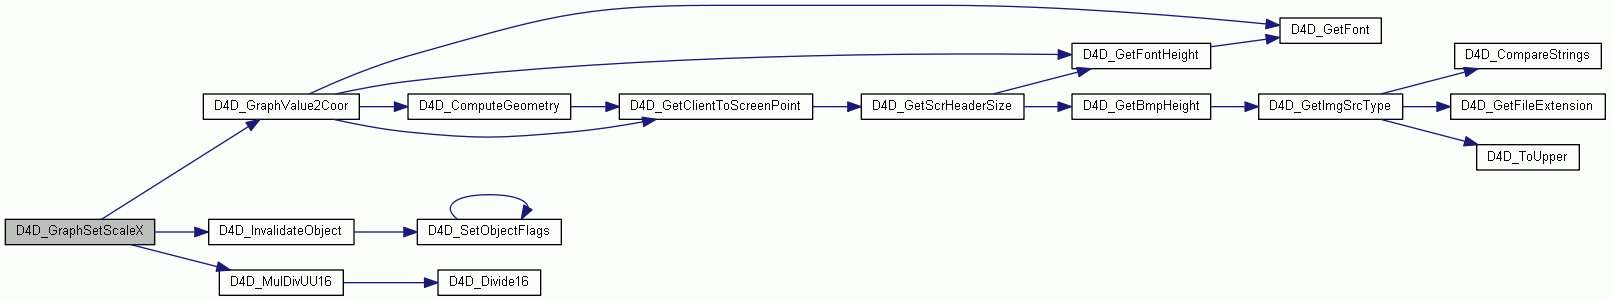 D4D_GetFont
D4D_GetFontHeight
D4D_CompareStrings
D4D_GraphValue2Coor
D4D_ComputeGeometry
D4D_GetClientToScreenPoint
D4D_GetScrHeaderSize
D4D_GetBmpHeight
D4D_GetImgSrcType
D4D_GetFileExtension
D4D_ToUpper
D4D_GraphSetScaleX
D4D_InvalidateObject
D4D_SetObjectFlags
D4D_MulDivUU16
D4D_Divide16